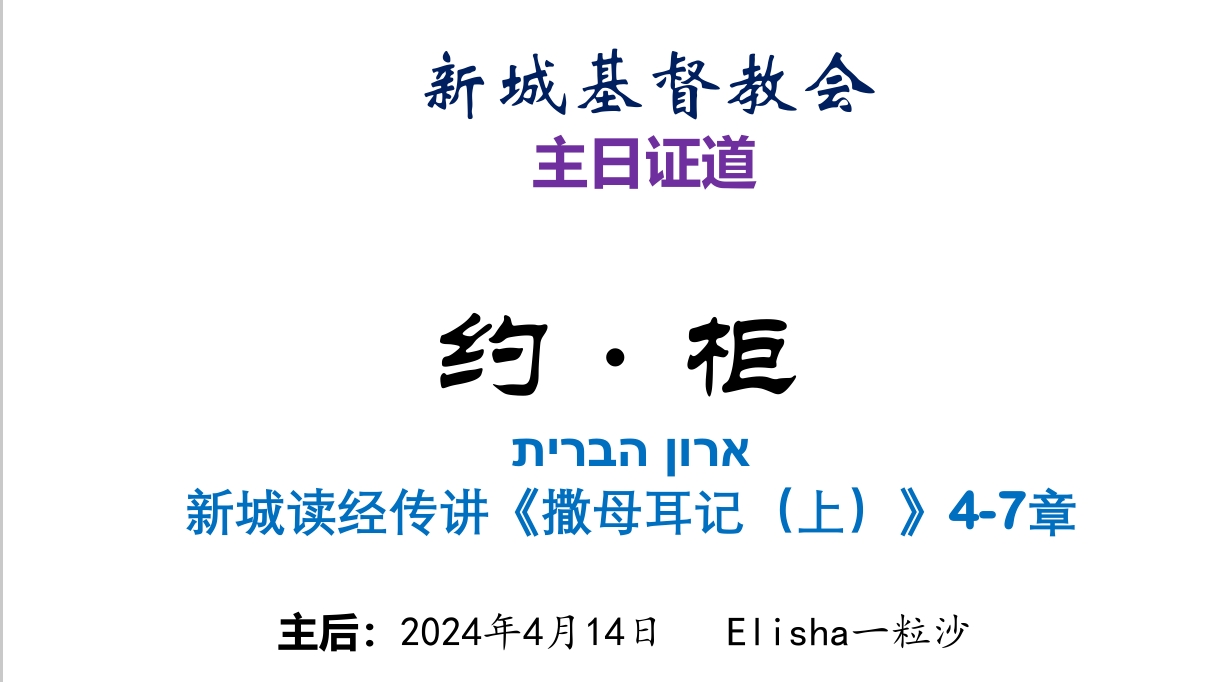 新城基督教会
主日证道
约·柜
ארון הברית
新城读经传讲《撒母耳记（上）》4-7章
主后：2024年4月14日 Elisha一粒沙